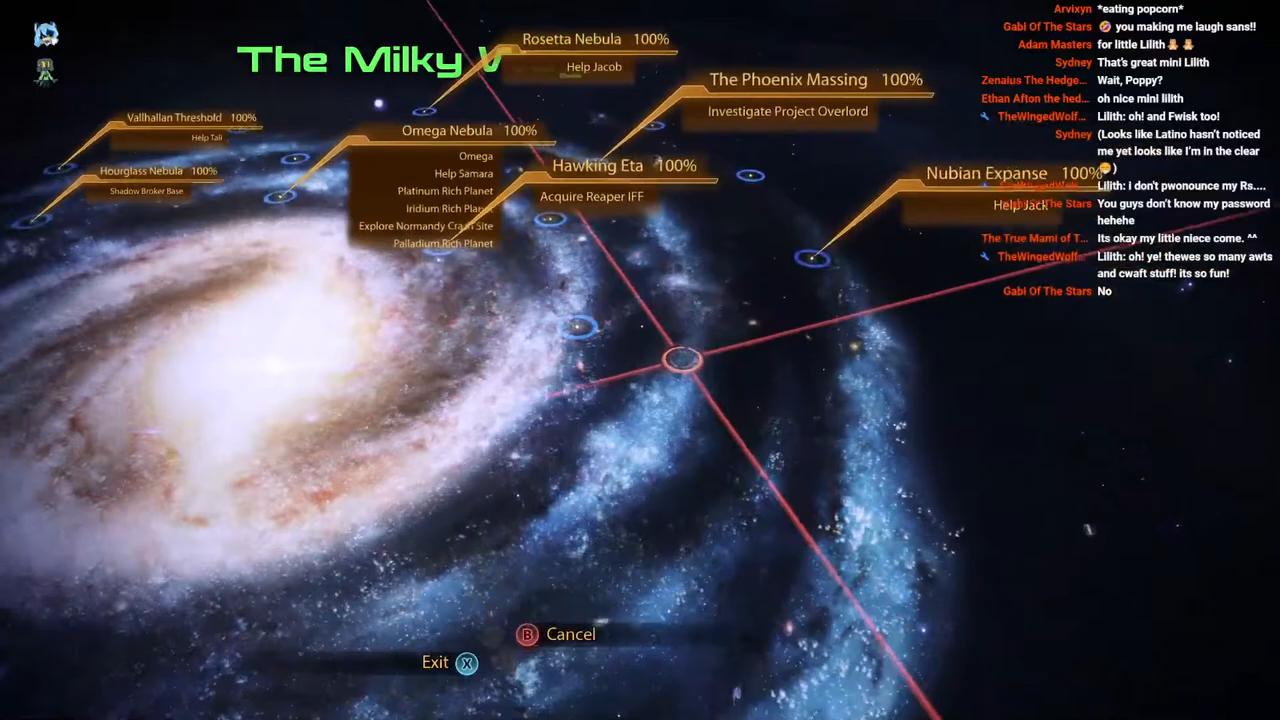 The Milky
Rosetta Nebula 100%
Help Jacob
The Phoenix Massing 100%
Investigate Project Overlord
Vallhallan Threshold 100%
Help Tali
Omega Nebula 100%
Omega
Help Samara
Platinum Rich Planet
Iridium Rich Planet
Explore Normandy Crash Site
Palladium Rich Planet
Hourglass Nebula 100%
Shadow Broker Base
Hawking Eta 100%
Acquire Reaper IFF
Nubian Expanse 100%
Help Jack
B Cancel
Exit X
Arvixyn *eating popcorn*
Gabi Of The Stars 🤣 you making me laugh sans!!
Adam Masters for little Lilith🧸🧸
Sydney That's great mini Lilith
Zenaius The Hedge... Wait, Poppy?
Ethan Afton the hed... oh nice mini lilith
TheWingedWolf... Lilith: oh! and Fwisk too!
Sydney (Looks like Latino hasn't noticed
me yet looks like I'm in the clear
)
Lilith: i don't pwonounce my Rs....
The Stars You guys don't know my password
hehehe
The True Mami of T... Its okay my little niece come. ^^
TheWingedWolf... Lilith: oh! ye! thewes so many awts
and cwaft stuff! its so fun!
Gabi Of The Stars No